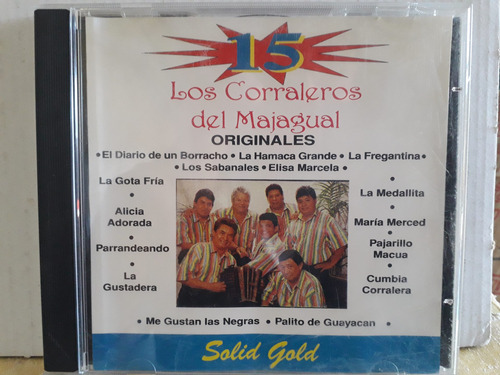 15
Los Corraleros
del Majagual
ORIGINALES
• El Diario de un Borracho • La Hamaca Grande • La Fregantina •
• Los Sabanales • Elisa Marcela •
La Gota Fría
•
Alicia
Adorada
•
Parrandeando
•
La
Gustadera
•
La Medallita
•
María Merced
•
Pajarillo
Macua
•
Cumbia
Corralera
• Me Gustan las Negras • Palito de Guayacan •
Solid Gold